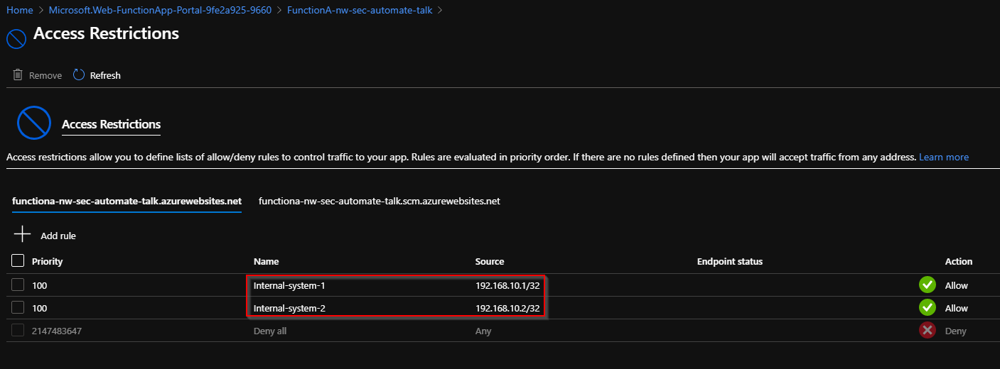 Home > Microsoft.Web-FunctionApp-Portal-9fe2a925-9660 > FunctionA-nw-sec-automate-talk >
Access Restrictions
Remove Refresh
Access Restrictions
Access restrictions allow you to define lists of allow/deny rules to control traffic to your app. Rules are evaluated in priority order. If there are no rules defined then your app will accept traffic from any address. Learn more
functiona-nw-sec-automate-talk.azurewebsites.net functiona-nw-sec-automate-talk.scm.azurewebsites.net
Add rule
Priority Name Source Endpoint status Action
100 Internal-system-1 192.168.10.1/32 Allow
100 Internal-system-2 192.168.10.2/32 Allow
2147483647 Deny all Any Deny